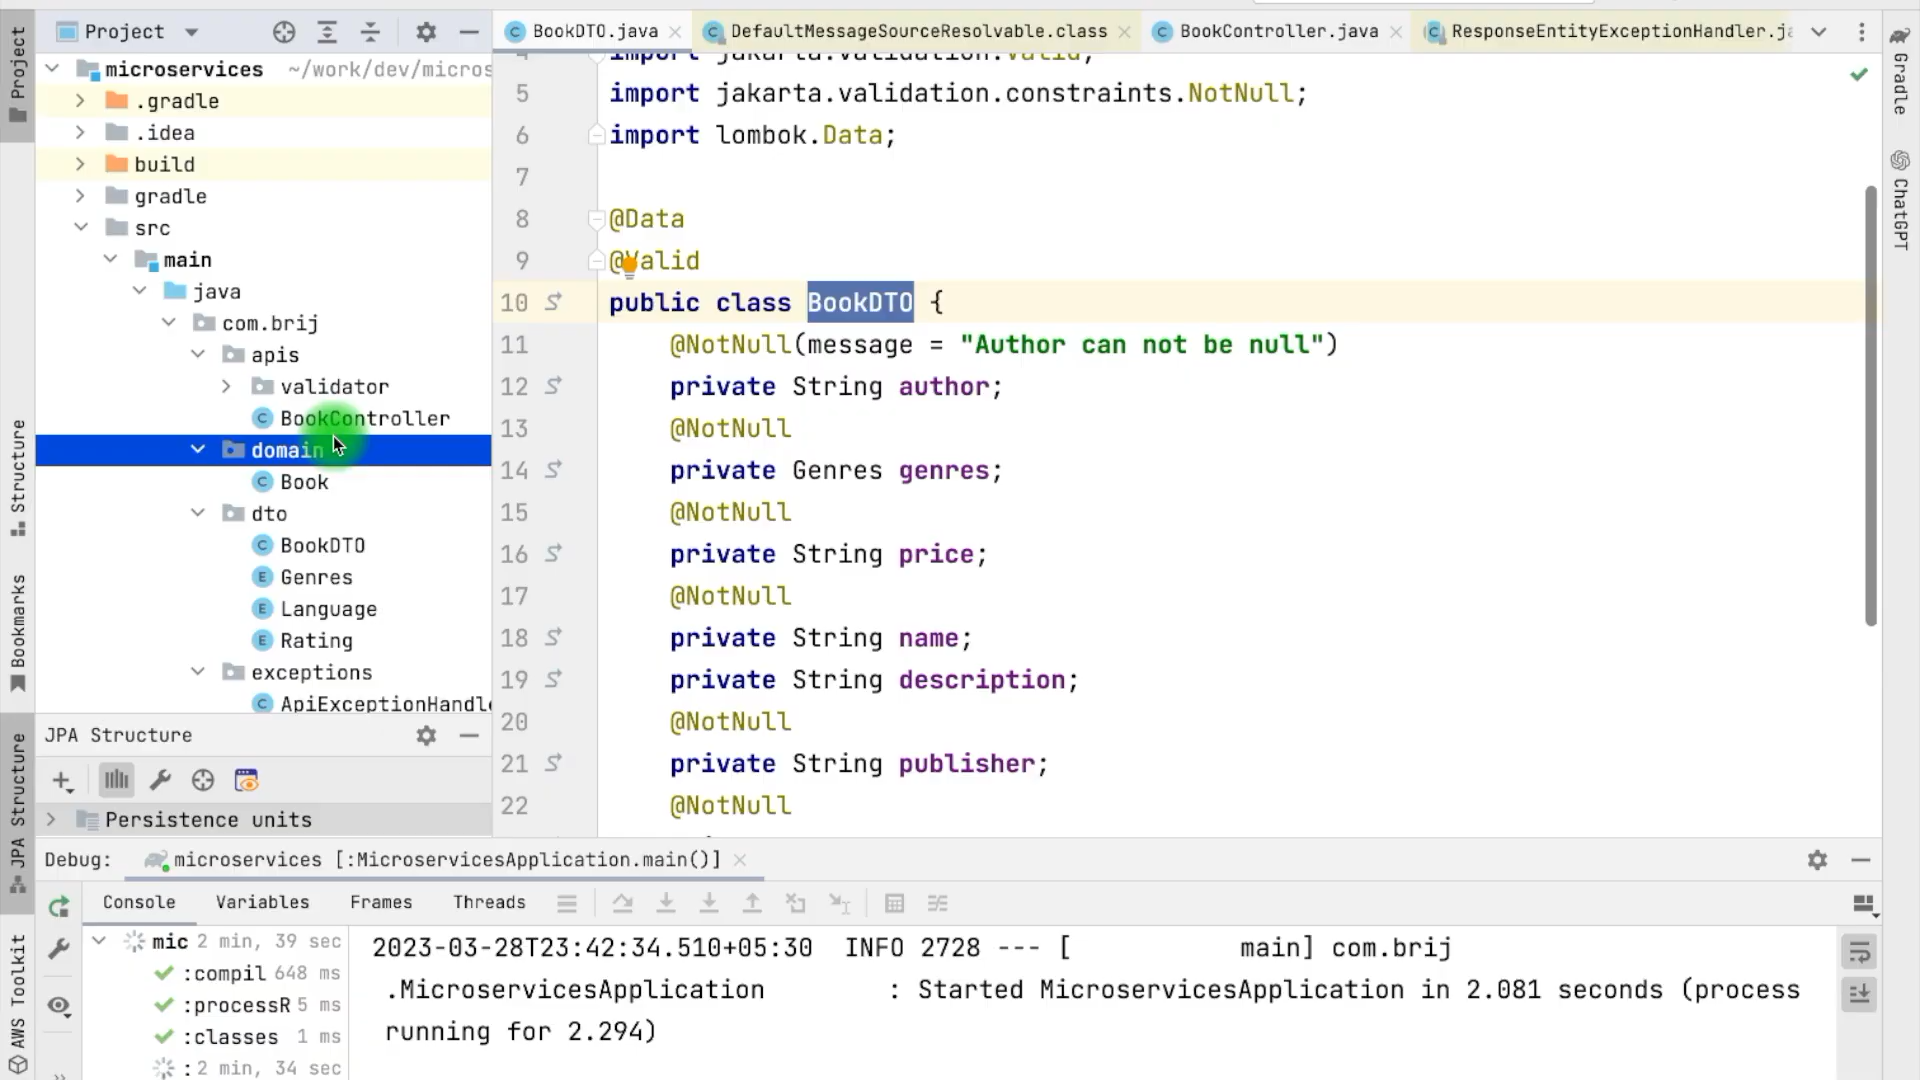 Project
BookDTO.java
DefaultMessageSourceResolvable.class
BookController.java
ResponseEntityExceptionHandler.ja
microservices ~/work/dev/micros
.gradle
.idea
build
gradle
src
main
java
com.brij
apis
validator
BookController
domain
Book
dto
BookDTO
Genres
Language
Rating
exceptions
ApiExceptionHandle
JPA Structure
Persistence units
4 import jakarta.validation.Valid;
5 import jakarta.validation.constraints.NotNull;
6 import lombok.Data;
7
8 @Data
9 @Valid
10 public class BookDTO {
11 @NotNull(message = "Author can not be null")
12 private String author;
13 @NotNull
14 private Genres genres;
15 @NotNull
16 private String price;
17 @NotNull
18 private String name;
19 private String description;
20 @NotNull
21 private String publisher;
22 @NotNull
Debug: microservices [:MicroservicesApplication.main()]
Console Variables Frames Threads
mic 2 min, 39 sec
:compil 648 ms
:processR 5 ms
:classes 1 ms
: 2 min, 34 sec
2023-03-28T23:42:34.510+05:30 INFO 2728 --- [ main] com.brij
.MicroservicesApplication : Started MicroservicesApplication in 2.081 seconds (process
running for 2.294)
Project
Structure
Bookmarks
JPA Structure
AWS Toolkit
Gradle
ChatGPT